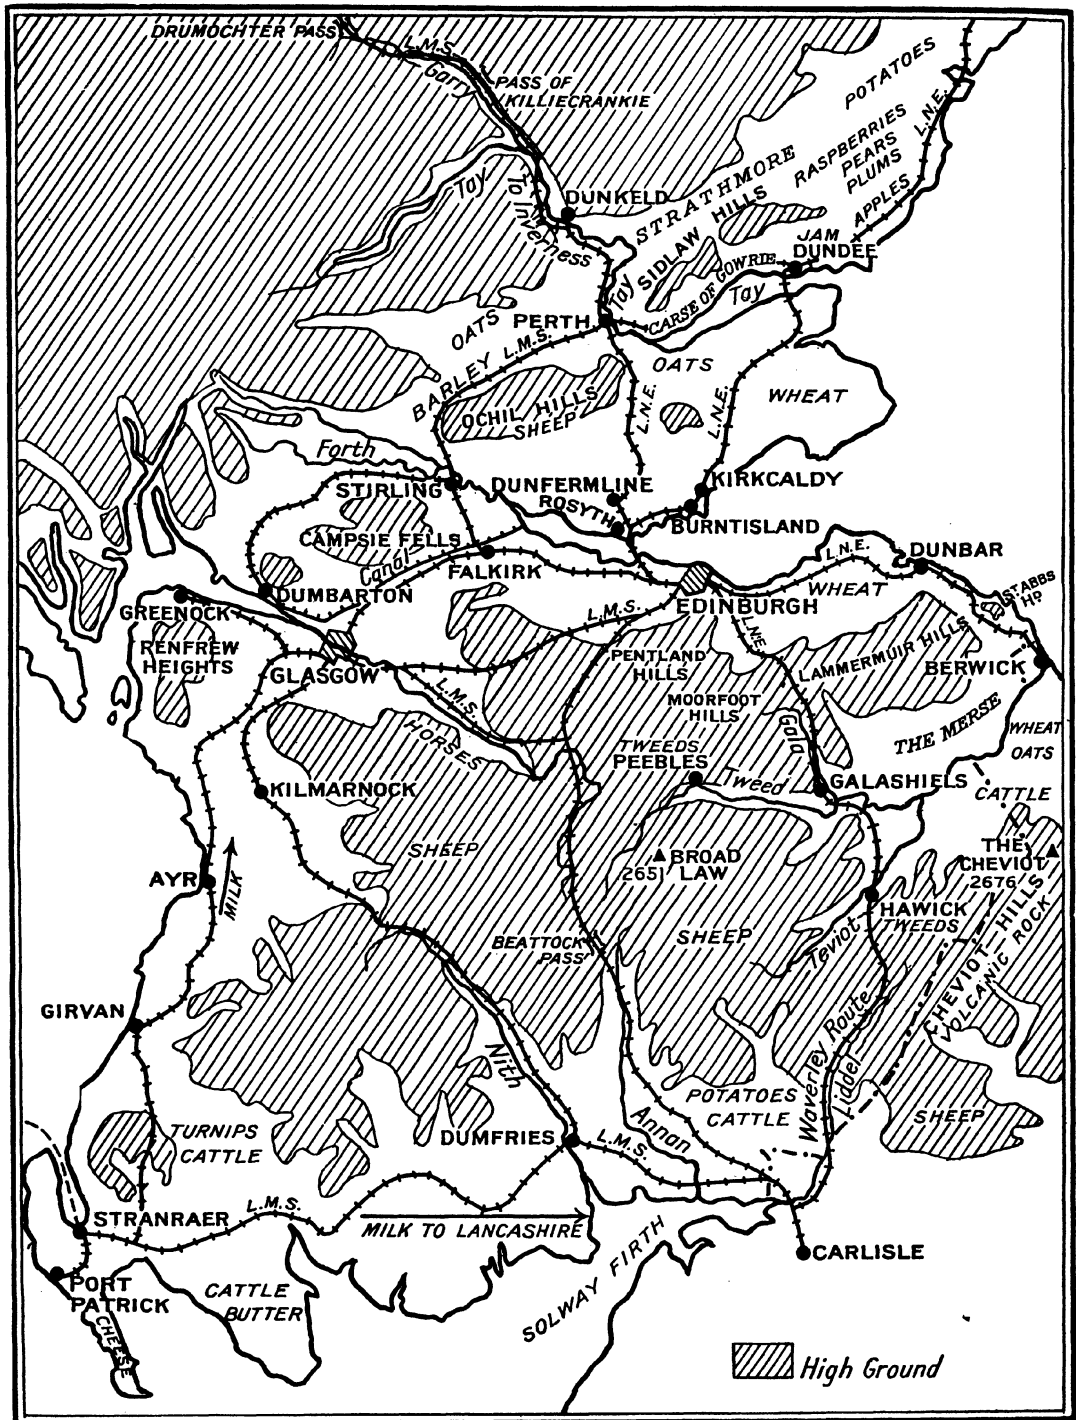 DRUMOCHTER PASS
L.M.S.
Garry
PASS OF
KILLIECRANKIE
POTATOES
L.N.E.
RASPBERRIES
PEARS
PLUMS
APPLES
STRATHMORE
Tay
To Inverness
DUNKELD
SIDLAW HILLS
JAM
DUNDEE
Tay
CARSE OF GOWRIE
Tay
OATS
PERTH
BARLEY
L.M.S.
OATS
L.N.E.
L.N.E.
WHEAT
OCHIL HILLS
SHEEP
Forth
STIRLING
DUNFERMLINE
KIRKCALDY
ROSYTH
BURNTISLAND
CAMPSIE FELLS
Canal
FALKIRK
L.N.E.
DUNBAR
WHEAT
ST ABBS
HD
DUMBARTON
GREENOCK
EDINBURGH
L.M.S.
L.N.E.
RENFREW
HEIGHTS
GLASGOW
PENTLAND
HILLS
LAMMERMUIR HILLS
BERWICK
L.M.S.
MOORFOOT
HILLS
HORSES
Gala
THE MERSE
WHEAT
OATS
TWEEDS
PEEBLES
Tweed
GALASHIELS
KILMARNOCK
CATTLE
SHEEP
BROAD
LAW
2651
THE
CHEVIOT
2676
AYR
MILK
HAWICK
TWEEDS
BEATTOCK
PASS
SHEEP
Teviot
CHEVIOT HILLS
VOLCANIC ROCK
GIRVAN
Nith
Waverley Route
Liddel
POTATOES
CATTLE
SHEEP
Annan
TURNIPS
CATTLE
DUMFRIES
L.M.S.
L.M.S.
STRANRAER
MILK TO LANCASHIRE
CARLISLE
SOLWAY FIRTH
PORT
PATRICK
CATTLE
BUTTER
CHEESE
High Ground